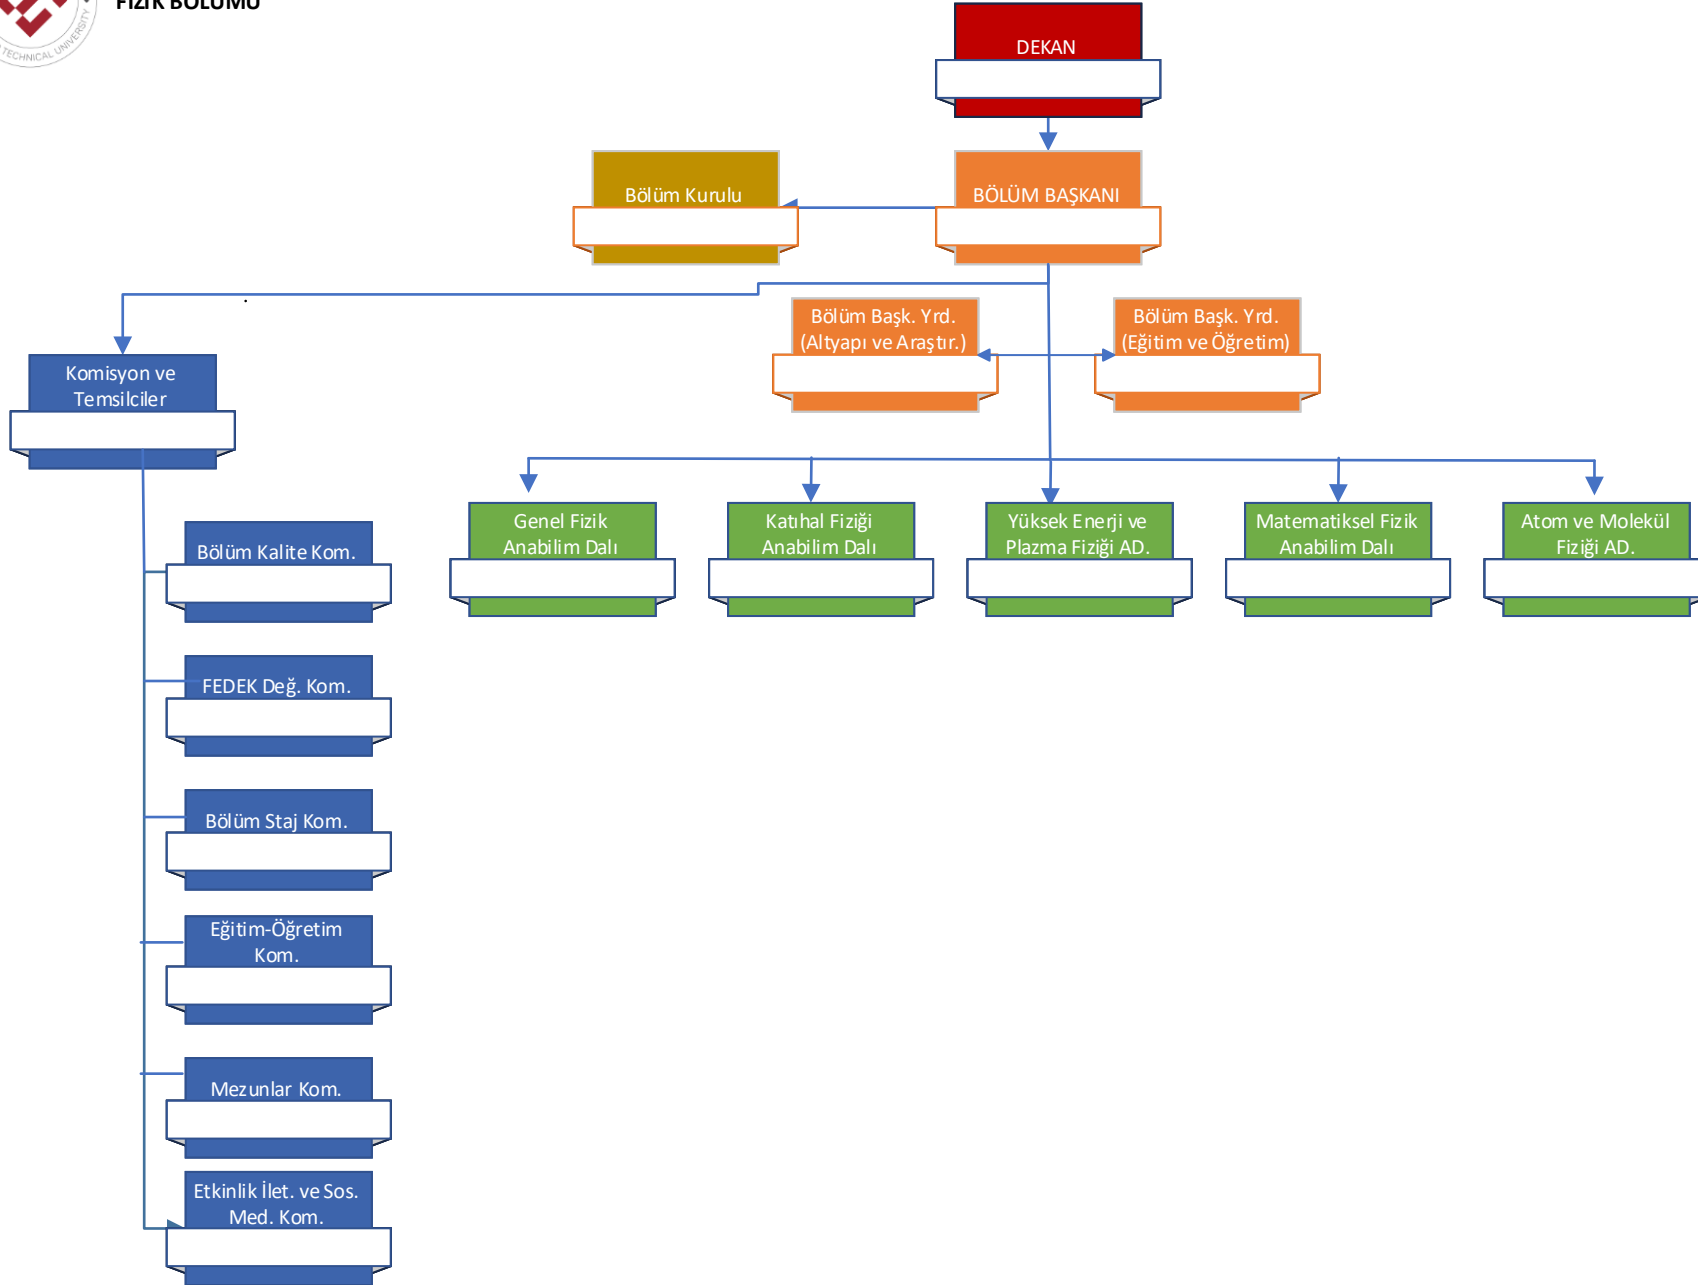 TECHNICAL UNIVERSITY
FİZİK BÖLÜMÜ
DEKAN
Bölüm Kurulu
BÖLÜM BAŞKANI
.
Bölüm Başk. Yrd.
(Altyapı ve Araştır.)
Bölüm Başk. Yrd.
(Eğitim ve Öğretim)
Komisyon ve
Temsilciler
Genel Fizik
Anabilim Dalı
Katıhal Fiziği
Anabilim Dalı
Yüksek Enerji ve
Plazma Fiziği AD.
Matematiksel Fizik
Anabilim Dalı
Atom ve Molekül
Fiziği AD.
Bölüm Kalite Kom.
FEDEK Değ. Kom.
Bölüm Staj Kom.
Eğitim-Öğretim
Kom.
Mezunlar Kom.
Etkinlik İlet. ve Sos.
Med. Kom.